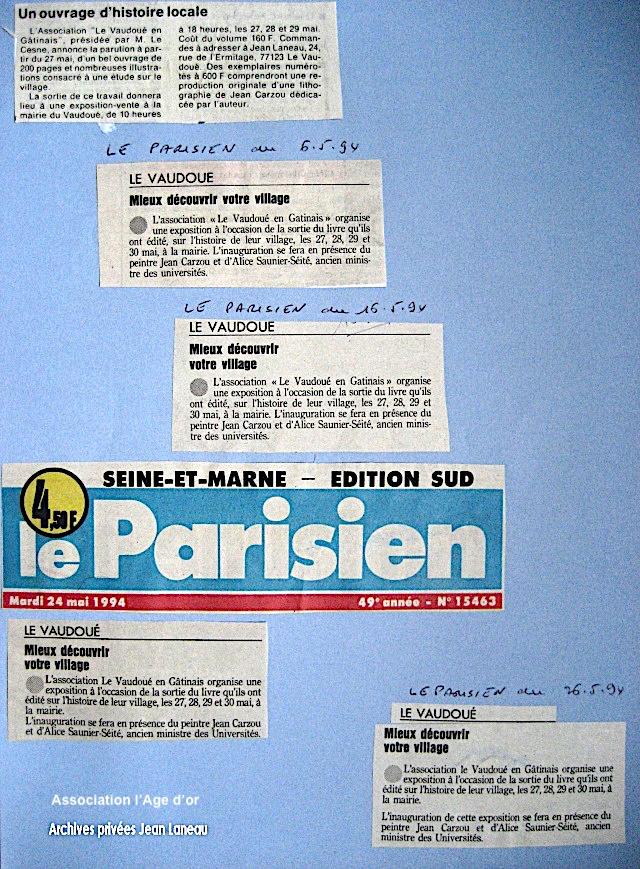 Un ouvrage d'histoire locale
L'Association "Le Vaudoué en
Gâtinais", présidée par M. Le
Cesne, annonce la parution à par-
tir du 27 mai, d'un bel ouvrage de
200 pages et nombreuses illustra-
tions consacré à une étude sur le
village.
La sortie de ce travail donnera
lieu à une exposition-vente à la
mairie du Vaudoué, de 10 heures
à 18 heures, les 27, 28 et 29 mai.
Coût du volume 160 F. Comman-
des à adresser à Jean Laneau, 24,
rue de l'Ermitage, 77123 Le Vau-
doué. Des exemplaires numéro-
tés à 600 F comprendront une re-
production originale d'une litho-
graphie de Jean Carzou dédica-
cée par l'auteur.
LE PARISIEN du 6.5.94
LE VAUDOUE
Mieux découvrir votre village
L'association « Le Vaudoué en Gatinais » organise
une exposition à l'occasion de la sortie du livre qu'ils
ont édité, sur l'histoire de leur village, les 27, 28, 29 et
30 mai, à la mairie. L'inauguration se fera en présence du
peintre Jean Carzou et d'Alice Saunier-Séité, ancien minis-
tre des universités.
LE PARISIEN du 16.5.94
LE VAUDOUE
Mieux découvrir
votre village
L'association « Le Vaudoué en Gatinais » organise
une exposition à l'occasion de la sortie du livre qu'ils
ont édité, sur l'histoire de leur village, les 27, 28, 29 et
30 mai, à la mairie. L'inauguration se fera en présence du
peintre Jean Carzou et d'Alice Saunier-Séité, ancien minis-
tre des universités.
4,50F
SEINE-ET-MARNE – EDITION SUD
le Parisien
Mardi 24 mai 1994
49e année - N° 15463
LE VAUDOUÉ
Mieux découvrir
votre village
L'association Le Vaudoué en Gâtinais organise une
exposition à l'occasion de la sortie du livre qu'ils ont
édité sur l'histoire de leur village, les 27, 28, 29 et 30 mai, à
la mairie.
L'inauguration se fera en présence du peintre Jean Carzou
et d'Alice Saunier-Séité, ancien ministre des Universités.
LE PARISIEN du 26.5.94
LE VAUDOUÉ
Mieux découvrir
votre village
L'association le Vaudoué en Gâtinais organise une
exposition à l'occasion de la sortie du livre qu'ils ont
édité sur l'histoire de leur village, les 27, 28, 29 et 30 mai, à
la mairie.
L'inauguration de cette exposition se fera en présence du
peintre Jean Carzou et d'Alice Saunier-Séité, ancien
ministre des Universités.
Association l'Age d'or
Archives privées Jean Laneau